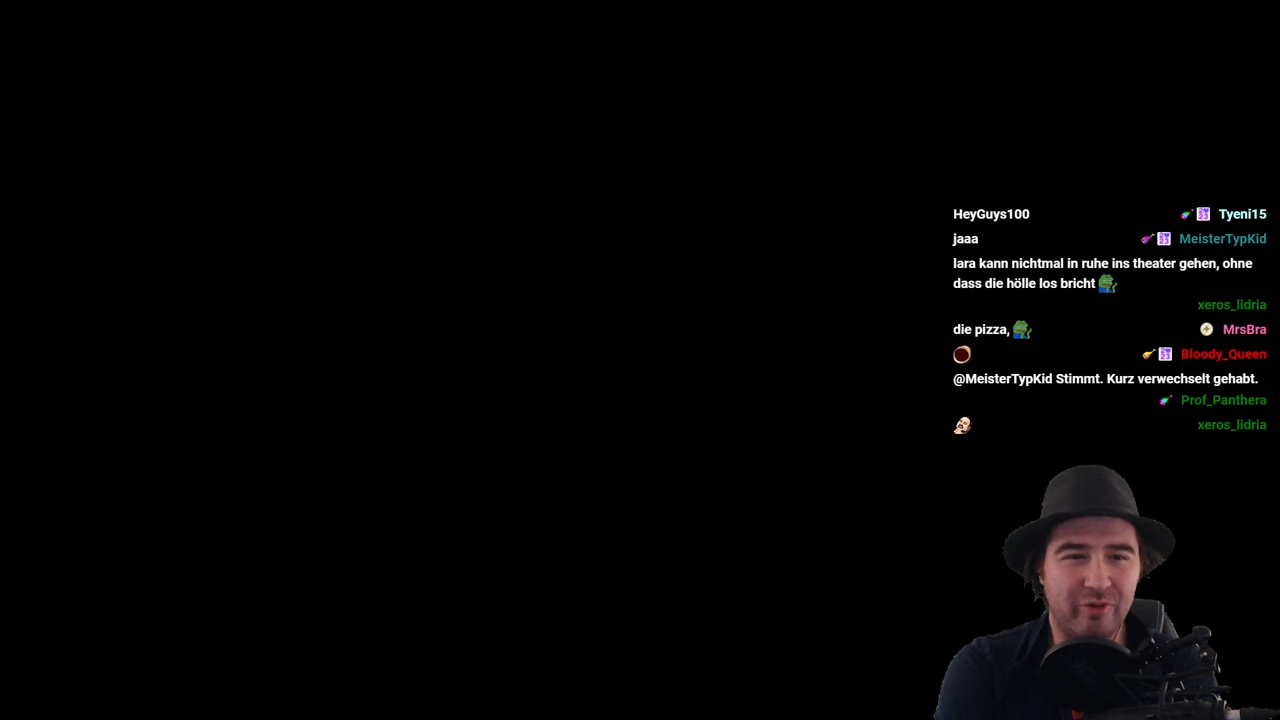 HeyGuys100 Tyeni15
jaaa MeisterTypKid
lara kann nichtmal in ruhe ins theater gehen, ohne
dass die hölle los bricht
xeros_lidria
die pizza, MrsBra
Bloody_Queen
@MeisterTypKid Stimmt. Kurz verwechselt gehabt.
Prof_Panthera
xeros_lidria